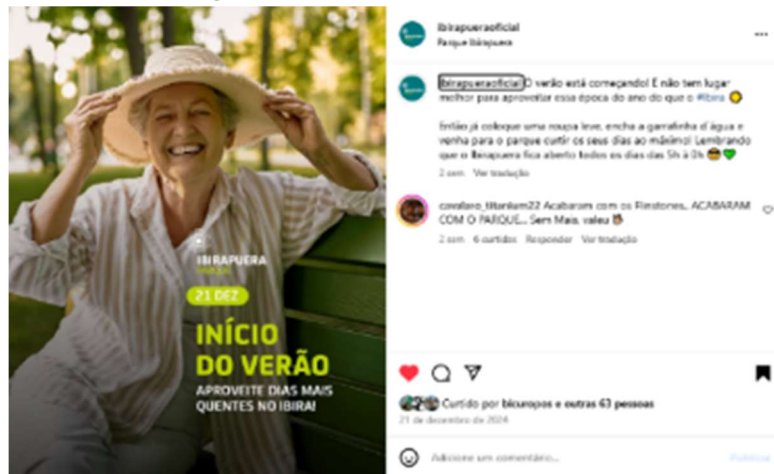 IBIRAPUERA
21 DEZ
INÍCIO
DO VERÃO
APROVEITE DIAS MAIS
QUENTES NO IBIRA!
ibirapueraoficial
Parque Ibirapuera
ibirapueraoficial O verão está começando! E não tem lugar
melhor para aproveitar essa época do ano do que o #Ibira
Então já coloque uma roupa leve, encha a garrafinha d'água e
venha para o parque curtir os seus dias ao máximo! Lembrando
que o Ibirapuera fica aberto todos os dias das 5h à 0h
2 sem Ver tradução
cavalaro_titanium22 Acabaram com os Flinstones.. ACABARAM
COM O PARQUE... Sem Mais, valeu
2 sem 6 curtidas Responder Ver tradução
Curtido por bicuropos e outras 63 pessoas
21 de dezembro de 2024
Adicione um comentário...
Publicar